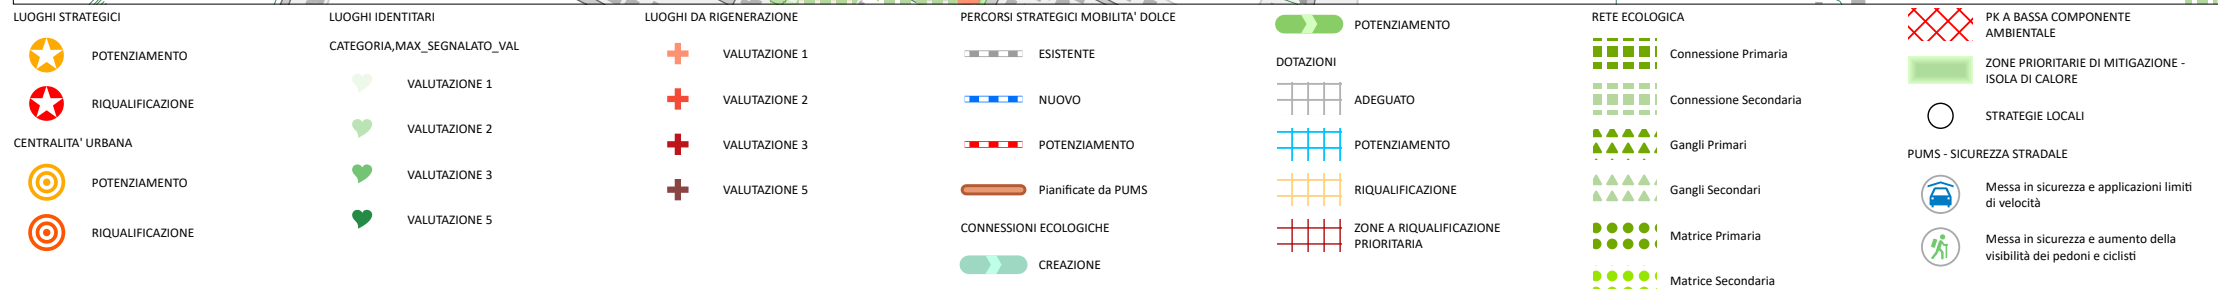 LUOGHI STRATEGICI
POTENZIAMENTO
RIQUALIFICAZIONE
CENTRALITA' URBANA
POTENZIAMENTO
RIQUALIFICAZIONE
LUOGHI IDENTITARI
CATEGORIA,MAX_SEGNALATO_VAL
VALUTAZIONE 1
VALUTAZIONE 2
VALUTAZIONE 3
VALUTAZIONE 5
LUOGHI DA RIGENERAZIONE
VALUTAZIONE 1
VALUTAZIONE 2
VALUTAZIONE 3
VALUTAZIONE 5
PERCORSI STRATEGICI MOBILITA' DOLCE
ESISTENTE
NUOVO
POTENZIAMENTO
Pianificate da PUMS
CONNESSIONI ECOLOGICHE
CREAZIONE
POTENZIAMENTO
DOTAZIONI
ADEGUATO
POTENZIAMENTO
RIQUALIFICAZIONE
ZONE A RIQUALIFICAZIONE
PRIORITARIA
RETE ECOLOGICA
Connessione Primaria
Connessione Secondaria
Gangli Primari
Gangli Secondari
Matrice Primaria
Matrice Secondaria
PK A BASSA COMPONENTE
AMBIENTALE
ZONE PRIORITARIE DI MITIGAZIONE -
ISOLA DI CALORE
STRATEGIE LOCALI
PUMS - SICUREZZA STRADALE
Messa in sicurezza e applicazioni limiti
di velocità
Messa in sicurezza e aumento della
visibilità dei pedoni e ciclisti